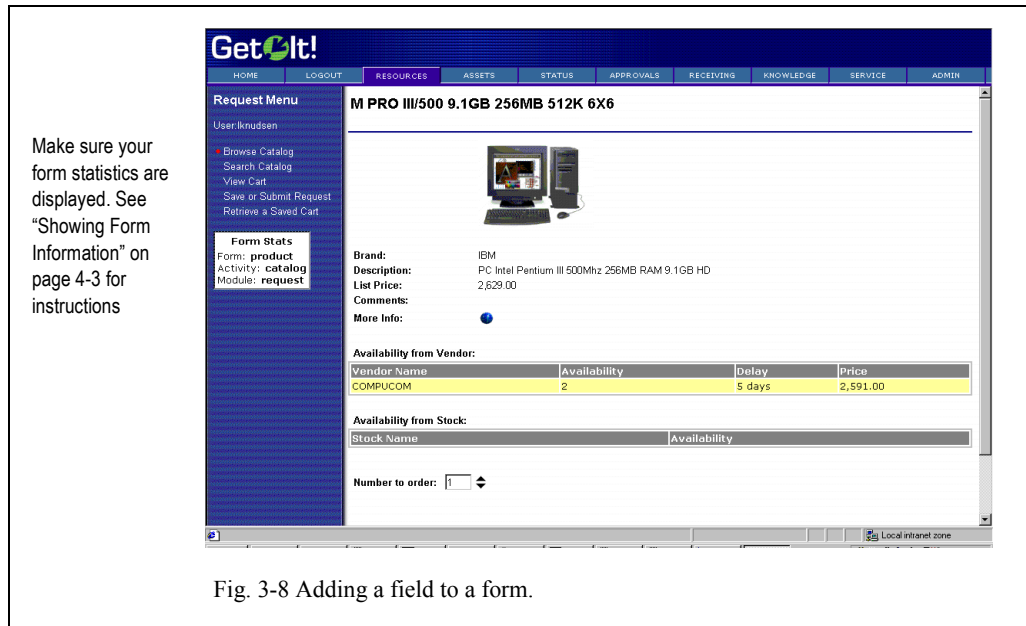 Make sure your
form statistics are
displayed. See
“Showing Form
Information” on
page 4-3 for
instructions
Get It!
HOME LOGOUT RESOURCES ASSETS STATUS APPROVALS RECEIVING KNOWLEDGE SERVICE ADMIN
Request Menu
User:lknudsen
Browse Catalog
Search Catalog
View Cart
Save or Submit Request
Retrieve a Saved Cart
Form Stats
Form: product
Activity: catalog
Module: request
M PRO III/500 9.1GB 256MB 512K 6X6
Brand: IBM
Description: PC Intel Pentium III 500Mhz 256MB RAM 9.1GB HD
List Price: 2,629.00
Comments:
More Info:
Availability from Vendor:
Vendor Name Availability Delay Price
COMPUCOM 2 5 days 2,591.00
Availability from Stock:
Stock Name Availability
Number to order: 1
Local intranet zone
Fig. 3-8 Adding a field to a form.